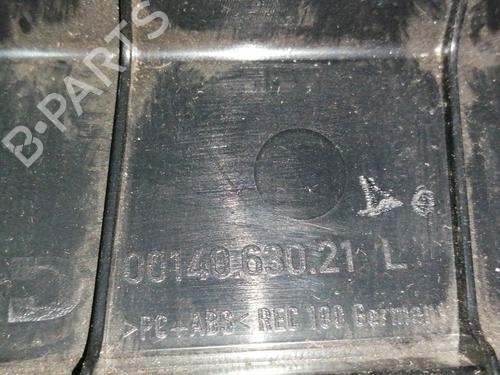 B-PARTS
00140.630.21 L
>PC+ABS< REC 100 Germany